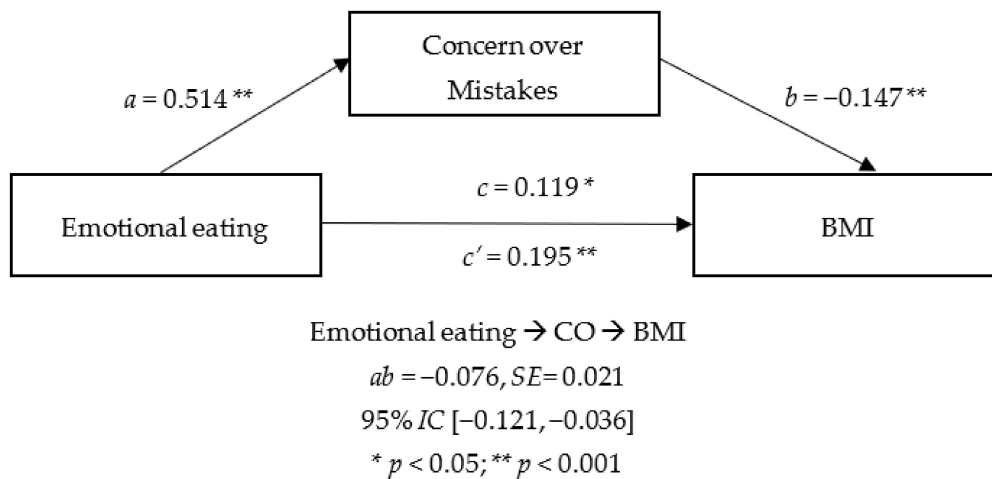 Concern over
Mistakes
a = 0.514 **
b = −0.147 **
Emotional eating
c = 0.119 *
c′ = 0.195 **
BMI
Emotional eating → CO → BMI
ab = −0.076, SE= 0.021
95% IC [−0.121, −0.036]
* p < 0.05; ** p < 0.001